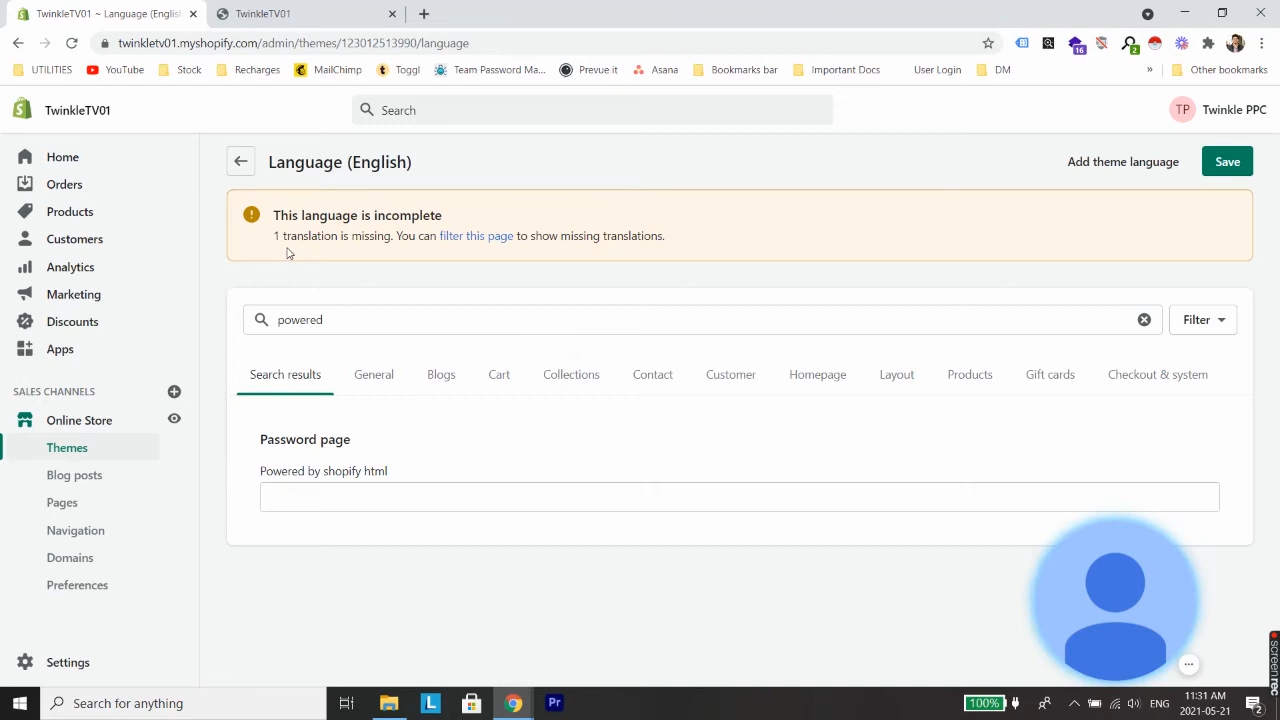 TwinkleTV01 ~ Language (English
TwinkleTV01
twinkletv01.myshopify.com/admin/themes/123012513990/language
16
2
UTILITIES
YouTube
Stock
Recharges
MailChimp
Toggl
Team Password Ma...
Prevue it
Asana
Bookmarks bar
Important Docs
User Login
DM
»
Other bookmarks
TwinkleTV01
Search
TP
Twinkle PPC
Home
Orders
Products
Customers
Analytics
Marketing
Discounts
Apps
SALES CHANNELS
Online Store
Themes
Blog posts
Pages
Navigation
Domains
Preferences
Settings
Language (English)
Add theme language
Save
This language is incomplete
1 translation is missing. You can filter this page to show missing translations.
powered
Filter
Search results
General
Blogs
Cart
Collections
Contact
Customer
Homepage
Layout
Products
Gift cards
Checkout & system
Password page
Powered by shopify html
screenrec
Search for anything
L
Pr
100%
ENG
11:31 AM
2021-05-21
2